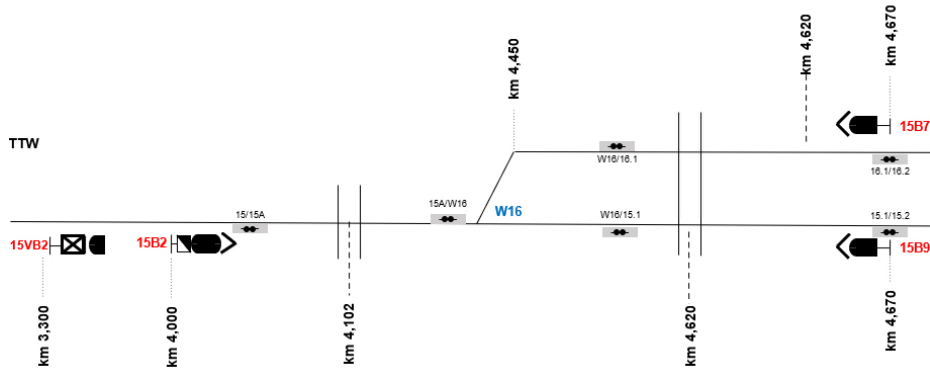 km 4,450
km 4,620
km 4,670
15B7
TTW
W16/16.1
16.1/16.2
15/15A
15A/W16
W16
W16/15.1
15.1/15.2
15VB2
15B2
15B9
km 3,300
km 4,000
km 4,102
km 4,620
km 4,670